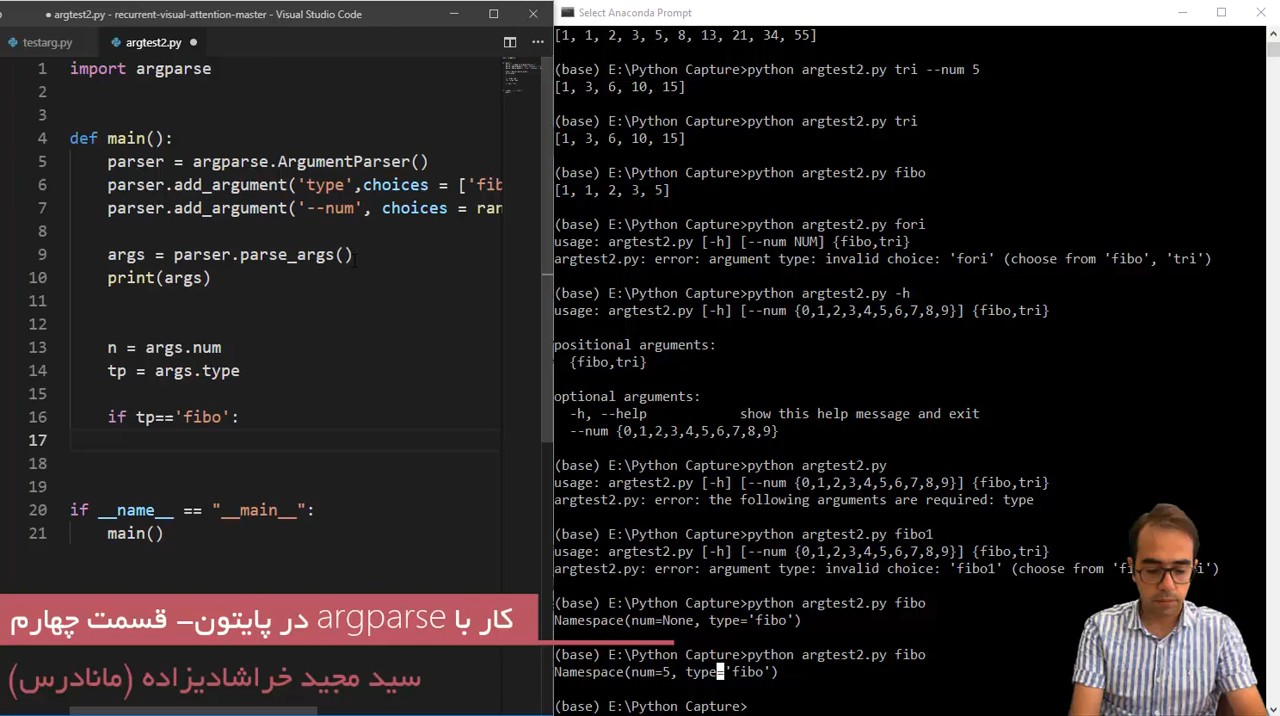 argtest2.py - recurrent-visual-attention-master - Visual Studio Code
testarg.py
argtest2.py
1 import argparse
2
3
4 def main():
5 parser = argparse.ArgumentParser()
6 parser.add_argument('type',choices = ['fib
7 parser.add_argument('--num', choices = ran
8
9 args = parser.parse_args()
10 print(args)
11
12
13 n = args.num
14 tp = args.type
15
16 if tp=='fibo':
17
18
19
20 if __name__ == "__main__":
21 main()
Select Anaconda Prompt
[1, 1, 2, 3, 5, 8, 13, 21, 34, 55]
(base) E:\Python Capture>python argtest2.py tri --num 5
[1, 3, 6, 10, 15]
(base) E:\Python Capture>python argtest2.py tri
[1, 3, 6, 10, 15]
(base) E:\Python Capture>python argtest2.py fibo
[1, 1, 2, 3, 5]
(base) E:\Python Capture>python argtest2.py fori
usage: argtest2.py [-h] [--num NUM] {fibo,tri}
argtest2.py: error: argument type: invalid choice: 'fori' (choose from 'fibo', 'tri')
(base) E:\Python Capture>python argtest2.py -h
usage: argtest2.py [-h] [--num {0,1,2,3,4,5,6,7,8,9}] {fibo,tri}
positional arguments:
{fibo,tri}
optional arguments:
-h, --help show this help message and exit
--num {0,1,2,3,4,5,6,7,8,9}
(base) E:\Python Capture>python argtest2.py
usage: argtest2.py [-h] [--num {0,1,2,3,4,5,6,7,8,9}] {fibo,tri}
argtest2.py: error: the following arguments are required: type
(base) E:\Python Capture>python argtest2.py fibo1
usage: argtest2.py [-h] [--num {0,1,2,3,4,5,6,7,8,9}] {fibo,tri}
argtest2.py: error: argument type: invalid choice: 'fibo1' (choose from 'fi i')
(base) E:\Python Capture>python argtest2.py fibo
Namespace(num=None, type='fibo')
(base) E:\Python Capture>python argtest2.py fibo
Namespace(num=5, type='fibo')
(base) E:\Python Capture>
کار با argparse در پایتون- قسمت چهارم
سید مجید خراشادیزاده (مانادرس)